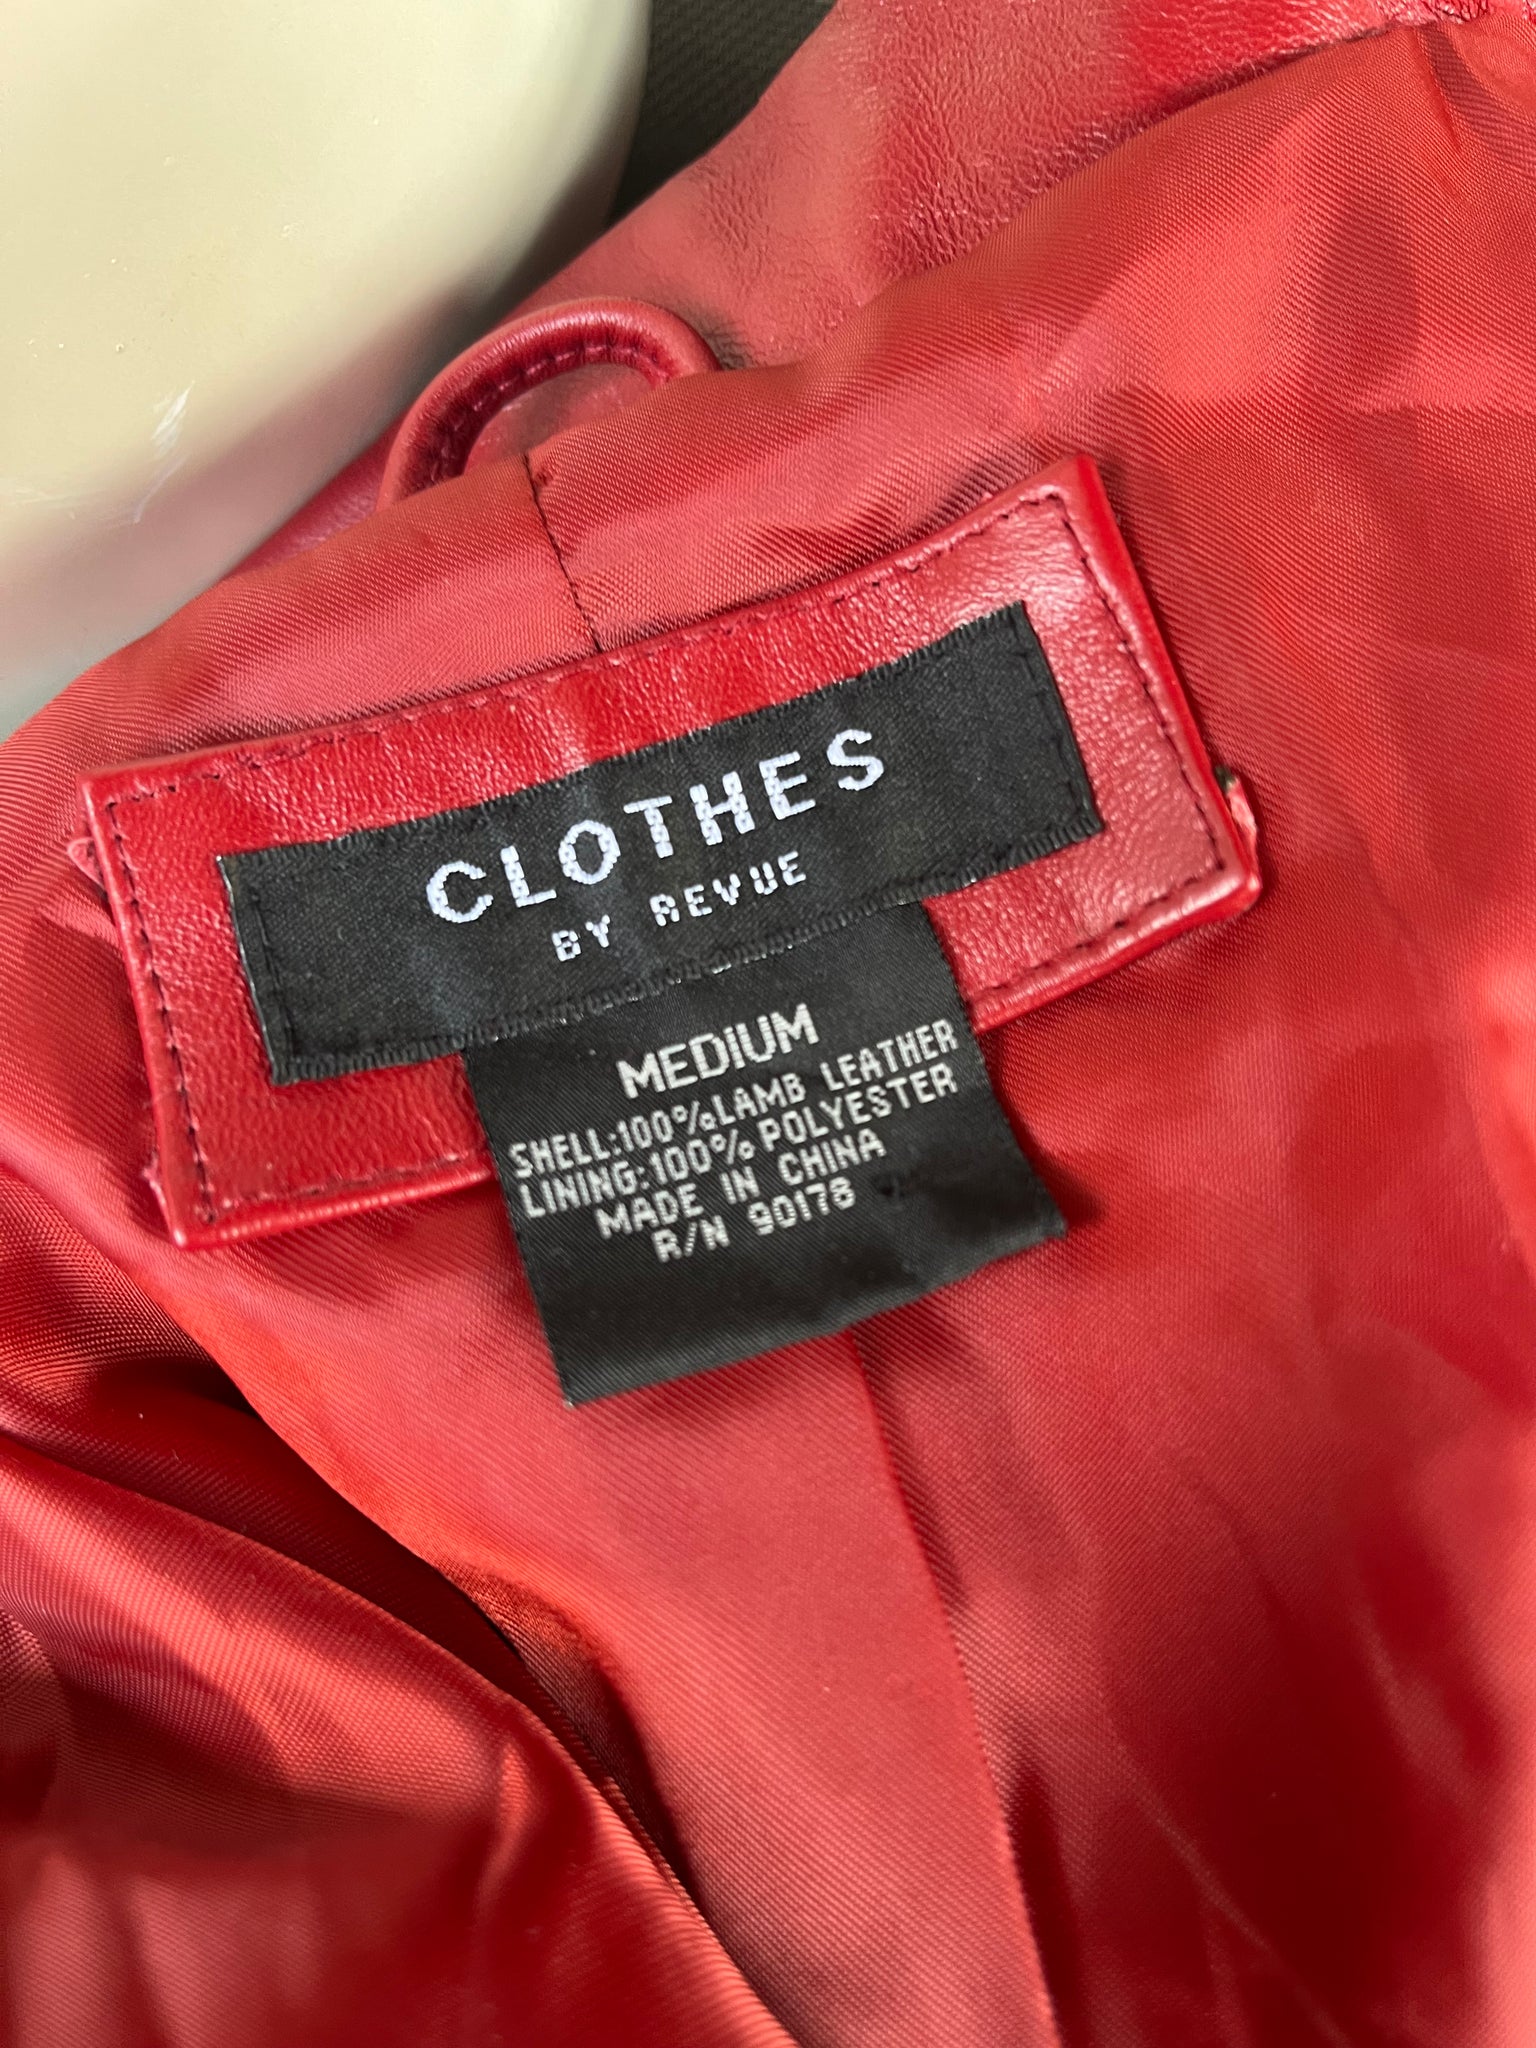 CLOTHES
BY REVUE
MEDIUM
SHELL:100%LAMB LEATHER
LINING:100% POLYESTER
MADE IN CHINA
R/N 90178